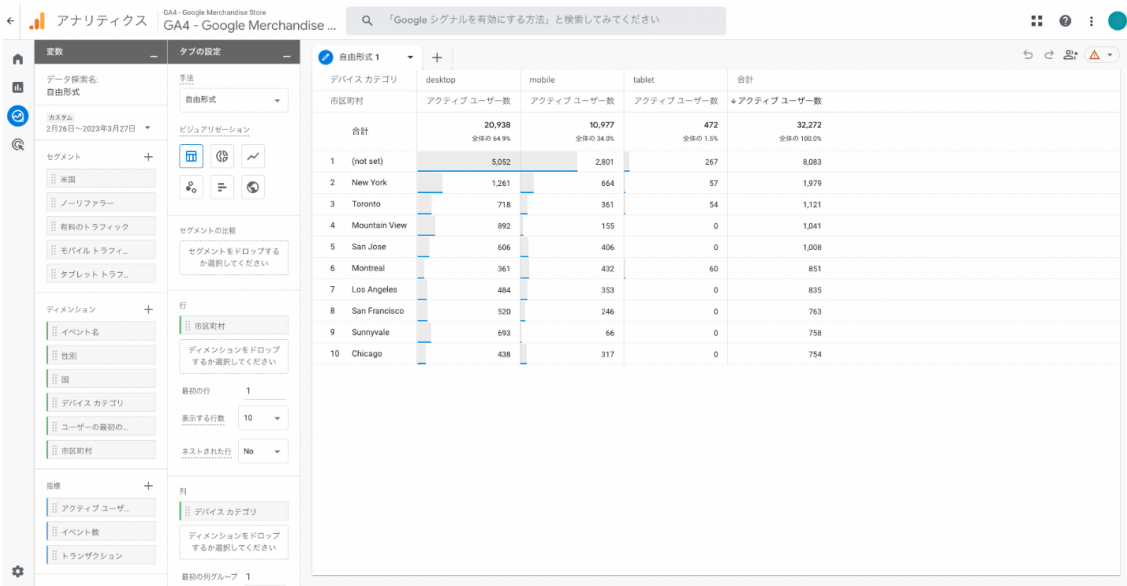 アナリティクス
GA4 - Google Merchandise Store
GA4 - Google Merchandise ...
「Google シグナルを有効にする方法」と検索してみてください
変数
データ探索名:
自由形式
カスタム
2月26日～2023年3月27日
セグメント
米国
ノーリファラー
有料のトラフィック
モバイル トラフィ...
タブレット トラフ...
ディメンション
イベント名
性別
国
デバイス カテゴリ
ユーザーの最初の...
市区町村
指標
アクティブ ユーザ...
イベント数
トランザクション
タブの設定
手法
自由形式
ビジュアリゼーション
セグメントの比較
セグメントをドロップする
か選択してください
行
市区町村
ディメンションをドロップ
するか選択してください
最初の行 1
表示する行数 10
ネストされた行 No
列
デバイス カテゴリ
ディメンションをドロップ
するか選択してください
最初の列グループ 1
自由形式 1
デバイス カテゴリ desktop mobile tablet 合計
市区町村 アクティブ ユーザー数 アクティブ ユーザー数 アクティブ ユーザー数 ↓アクティブ ユーザー数
合計 20,938 10,977 472 32,272
全体の 64.9% 全体の 34.0% 全体の 1.5% 全体の 100.0%
1 (not set) 5,052 2,801 267 8,083
2 New York 1,261 664 57 1,979
3 Toronto 718 361 54 1,121
4 Mountain View 892 155 0 1,041
5 San Jose 606 406 0 1,008
6 Montreal 361 432 60 851
7 Los Angeles 484 353 0 835
8 San Francisco 520 246 0 763
9 Sunnyvale 693 66 0 758
10 Chicago 438 317 0 754